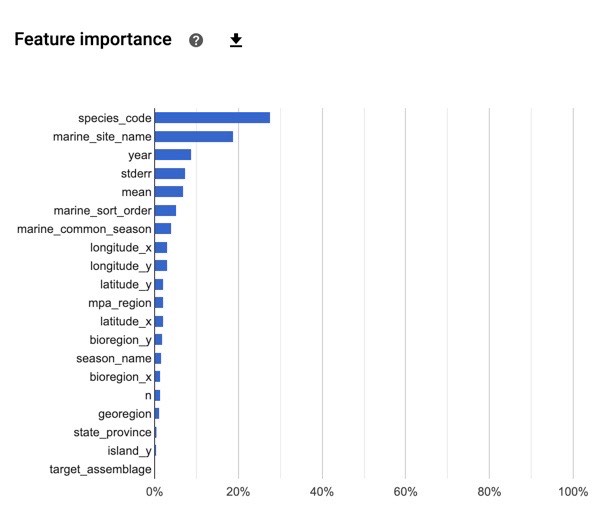 Feature importance ?
species_code
marine_site_name
year
stderr
mean
marine_sort_order
marine_common_season
longitude_x
longitude_y
latitude_y
mpa_region
latitude_x
bioregion_y
season_name
bioregion_x
n
georegion
state_province
island_y
target_assemblage
0% 20% 40% 60% 80% 100%